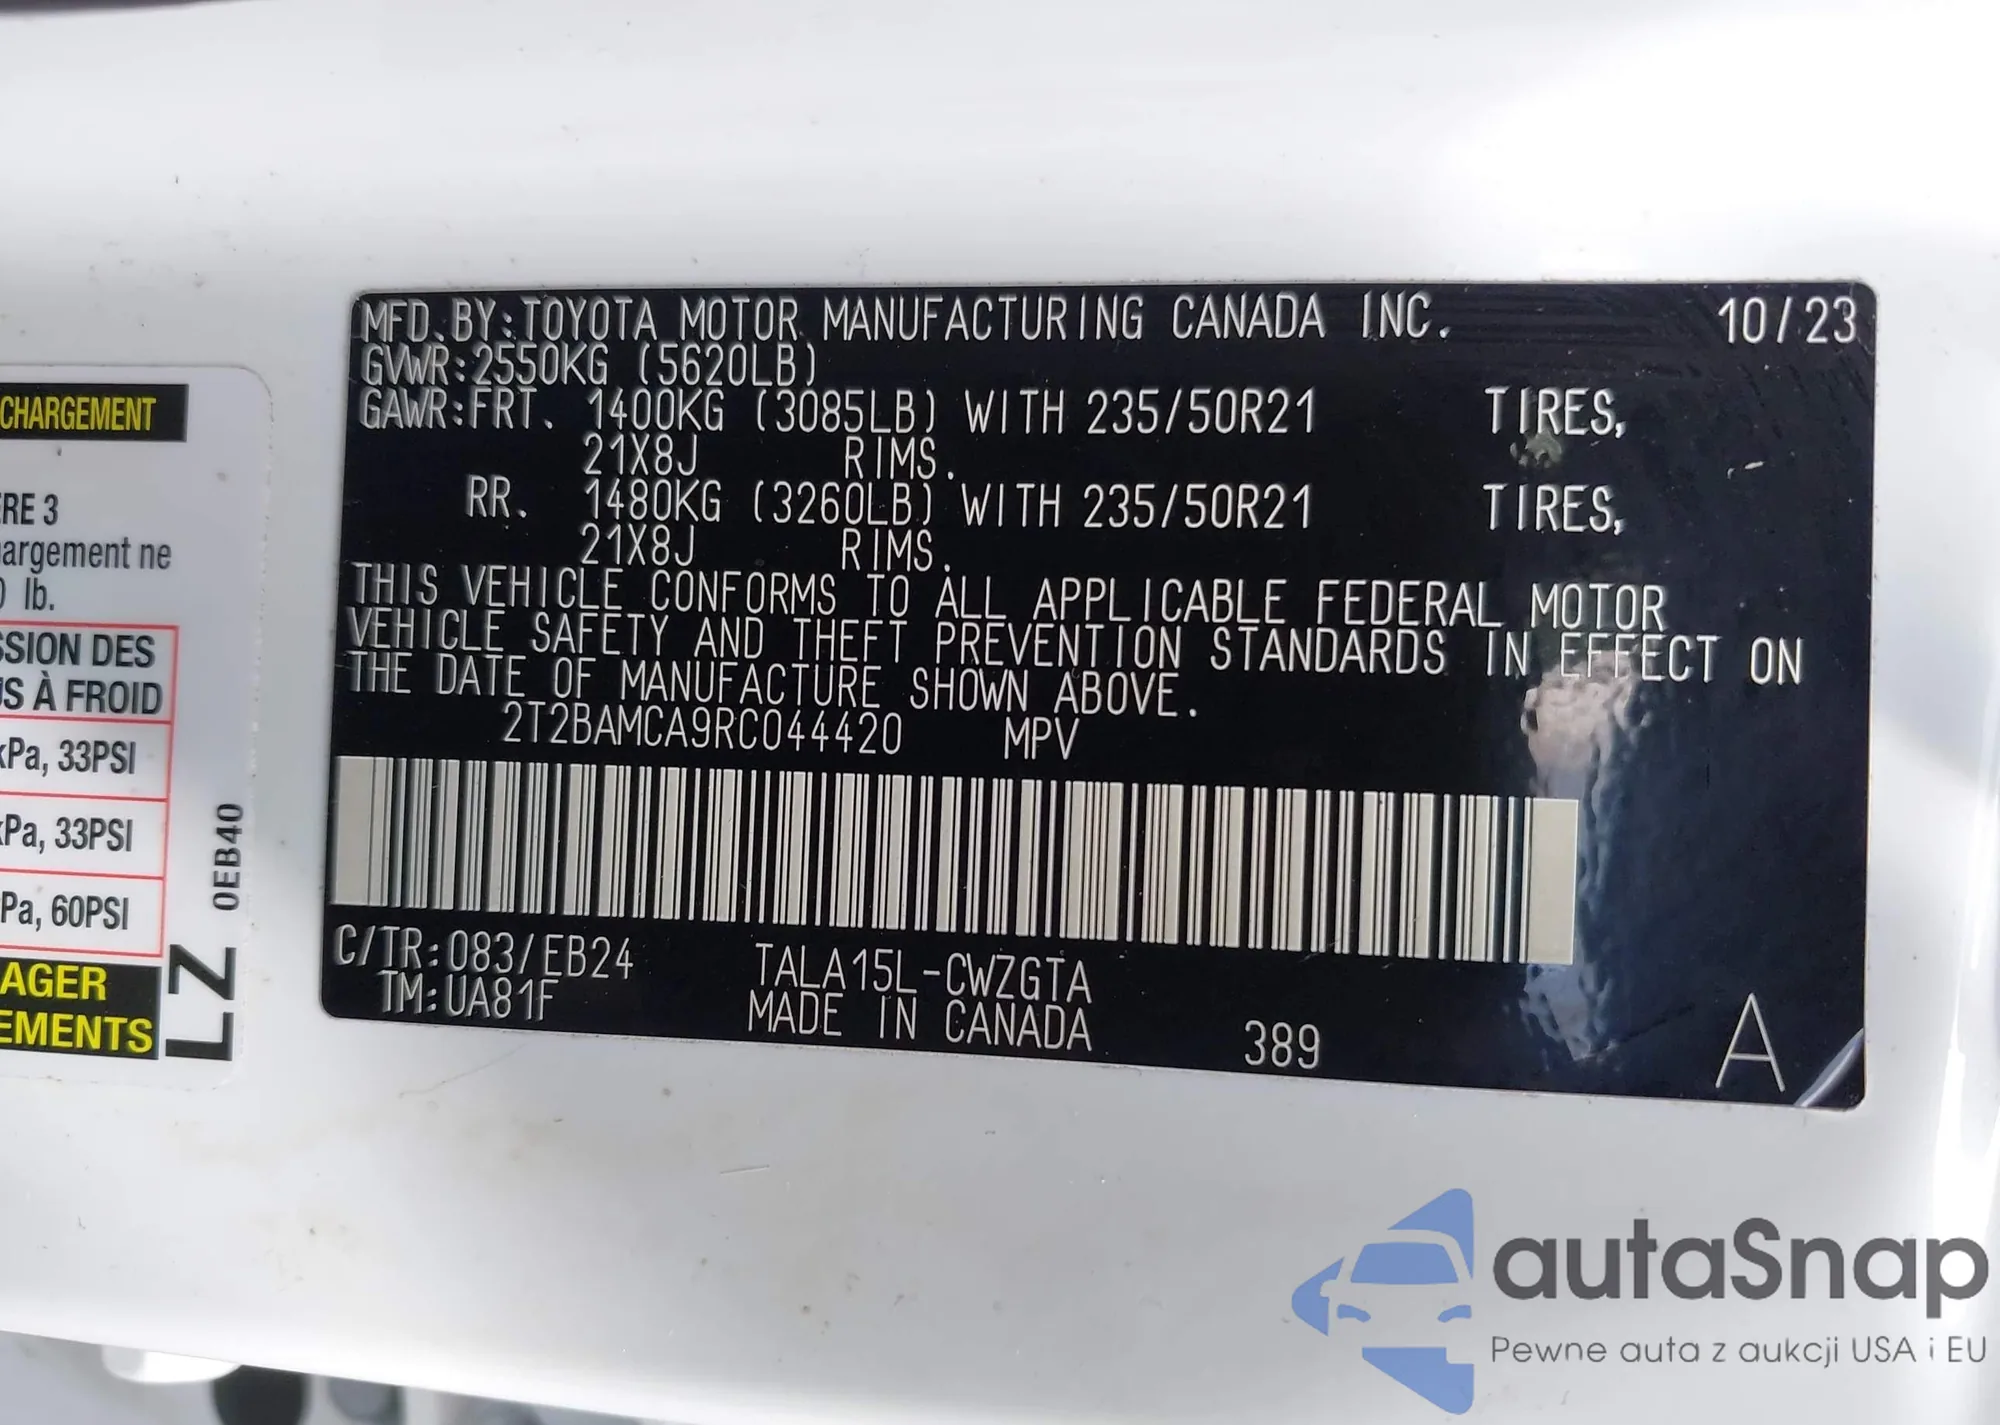 MFD.BY:TOYOTA MOTOR MANUFACTURING CANADA INC. 10/23
GVWR:2550KG (5620LB)
GAWR:FRT. 1400KG (3085LB) WITH 235/50R21 TIRES,
21X8J RIMS.
RR. 1480KG (3260LB) WITH 235/50R21 TIRES,
21X8J RIMS.
THIS VEHICLE CONFORMS TO ALL APPLICABLE FEDERAL MOTOR
VEHICLE SAFETY AND THEFT PREVENTION STANDARDS IN EFFECT ON
THE DATE OF MANUFACTURE SHOWN ABOVE.
2T2BAMCA9RC044420 MPV
C/TR:083/EB24 TALA15L-CWZGTA
TM:UA81F MADE IN CANADA 389 A
CHARGEMENT
ERE 3
argement ne
0 lb.
SSION DES
US À FROID
kPa, 33PSI
kPa, 33PSI
Pa, 60PSI
AGER
EMENTS
LZ 0EB40
autaSnap
Pewne auta z aukcji USA i EU